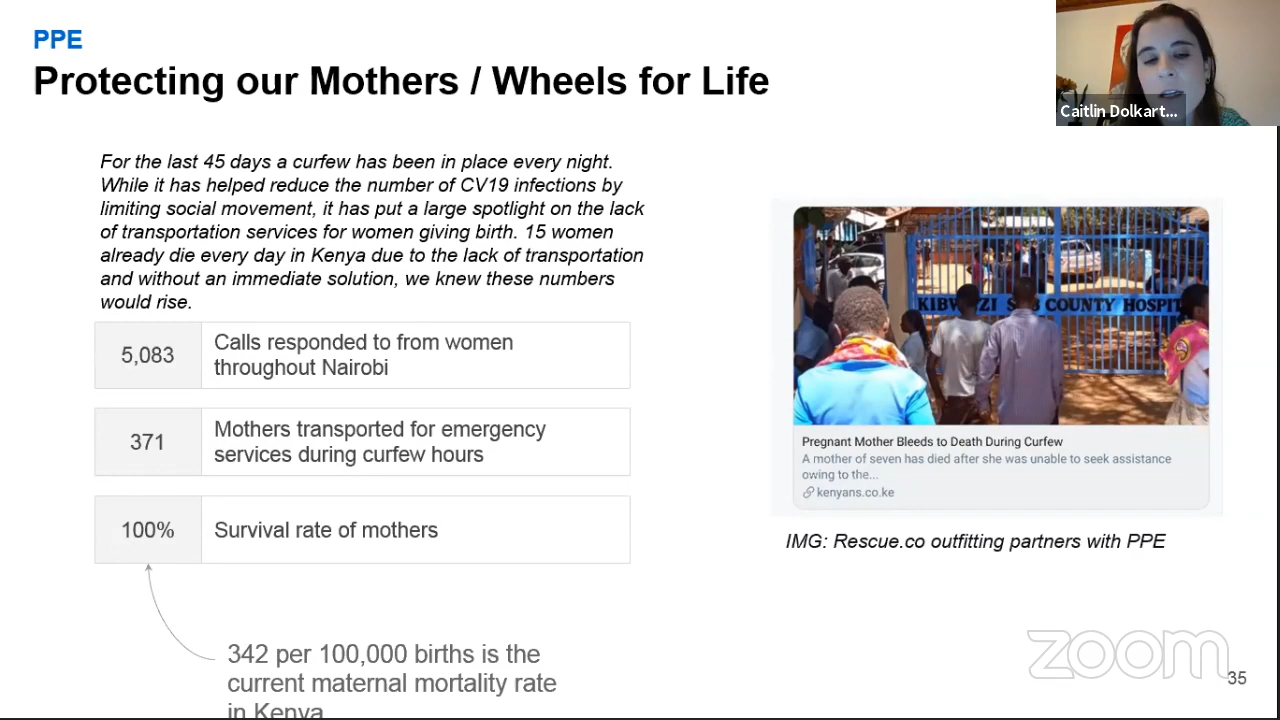 PPE
Protecting our Mothers / Wheels for Life
Caitlin Dolkart...
For the last 45 days a curfew has been in place every night.
While it has helped reduce the number of CV19 infections by
limiting social movement, it has put a large spotlight on the lack
of transportation services for women giving birth. 15 women
already die every day in Kenya due to the lack of transportation
and without an immediate solution, we knew these numbers
would rise.
5,083
Calls responded to from women
throughout Nairobi
371
Mothers transported for emergency
services during curfew hours
100%
Survival rate of mothers
342 per 100,000 births is the
current maternal mortality rate
in Kenya
COUNTY HOSPIT
Pregnant Mother Bleeds to Death During Curfew
A mother of seven has died after she was unable to seek assistance
owing to the...
kenyans.co.ke
IMG: Rescue.co outfitting partners with PPE
zoom
35